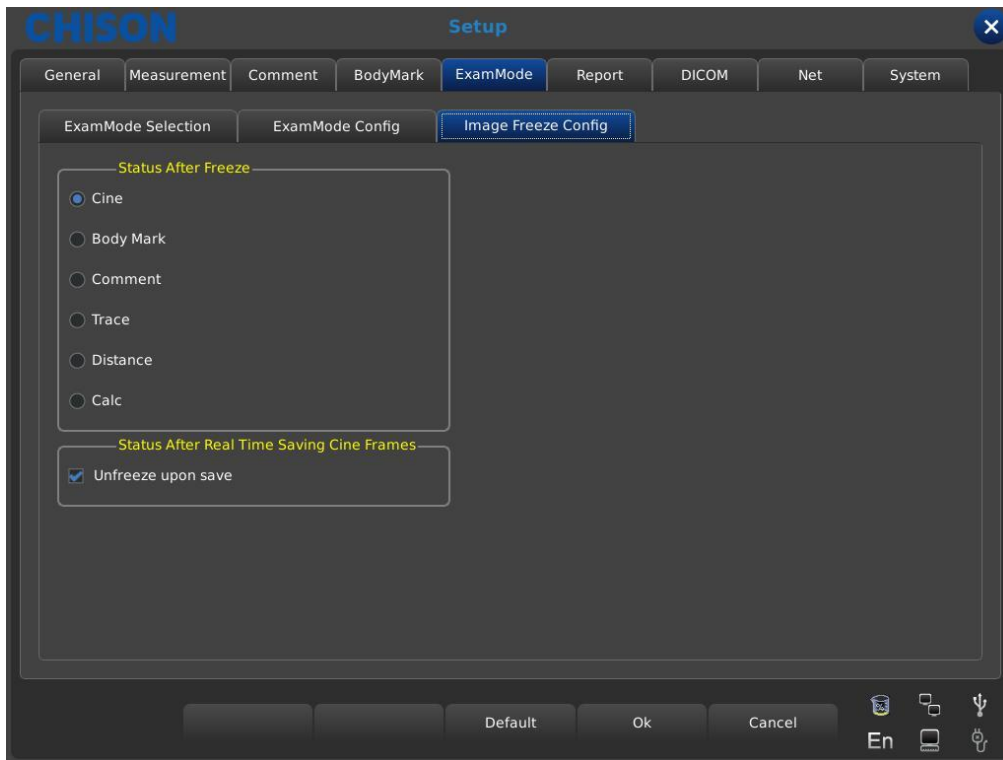 CHISON
Setup
General Measurement Comment BodyMark ExamMode Report DICOM Net System
ExamMode Selection ExamMode Config Image Freeze Config
Status After Freeze
Cine
Body Mark
Comment
Trace
Distance
Calc
Status After Real Time Saving Cine Frames
Unfreeze upon save
Default Ok Cancel
En